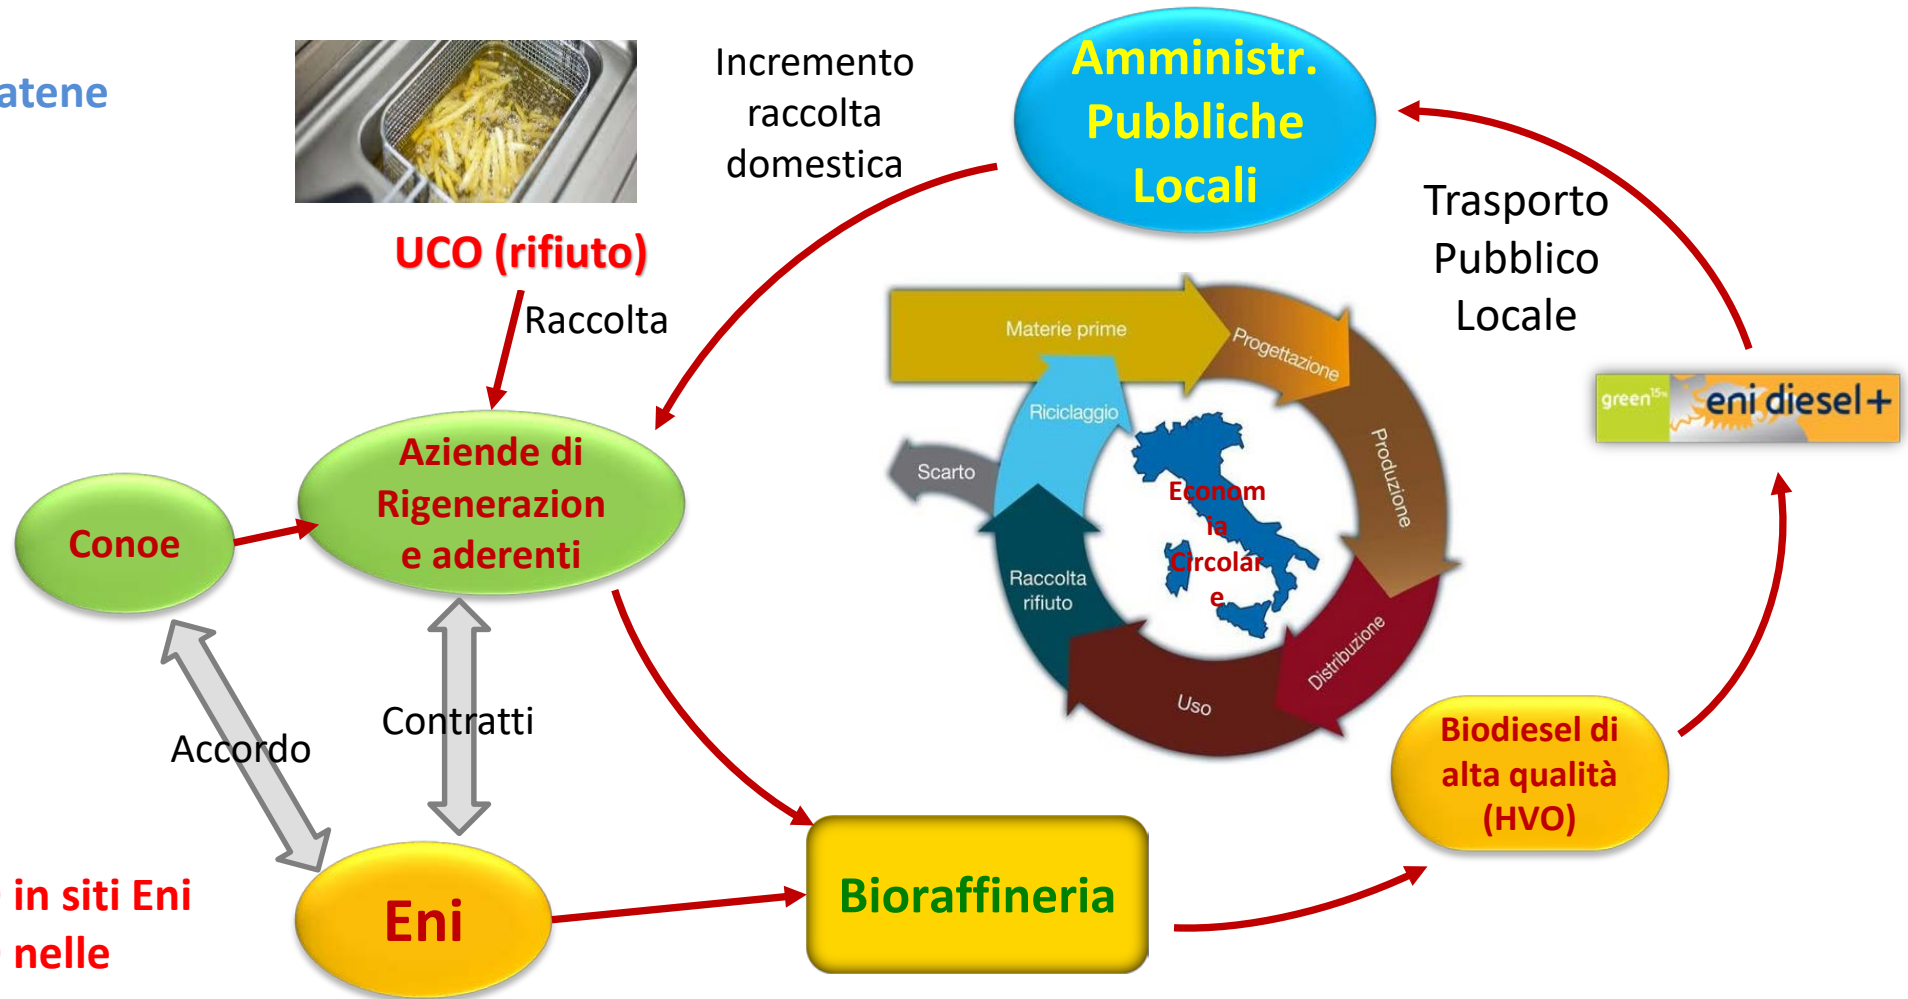 atene
Incremento
raccolta
domestica
Amministr.
Pubbliche
Locali
UCO (rifiuto)
Raccolta
Trasporto
Pubblico
Locale
Materie prime
Progettazione
Riciclaggio
Scarto
Produzione
Raccolta
rifiuto
Distribuzione
Uso
Econom
ia
Circolar
e
green 15%
eni diesel +
Aziende di
Rigenerazion
e aderenti
Conoe
Accordo
Contratti
Biodiesel di
alta qualità
(HVO)
in siti Eni
nelle
Eni
Bioraffineria